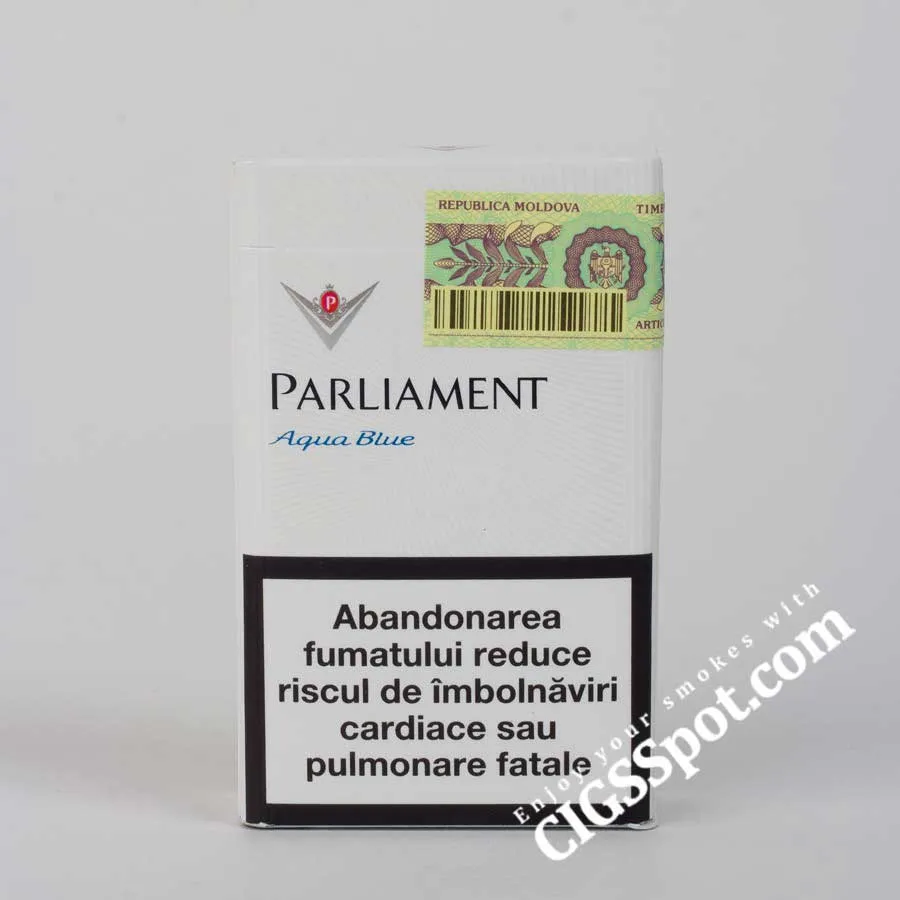 REPUBLICA MOLDOVA TIMB
ARTIC
P
PARLIAMENT
Aqua Blue
Abandonarea
fumatului reduce
riscul de îmbolnăviri
cardiace sau
pulmonare fatale
Enjoy your smokes with
CIGSSpot.com